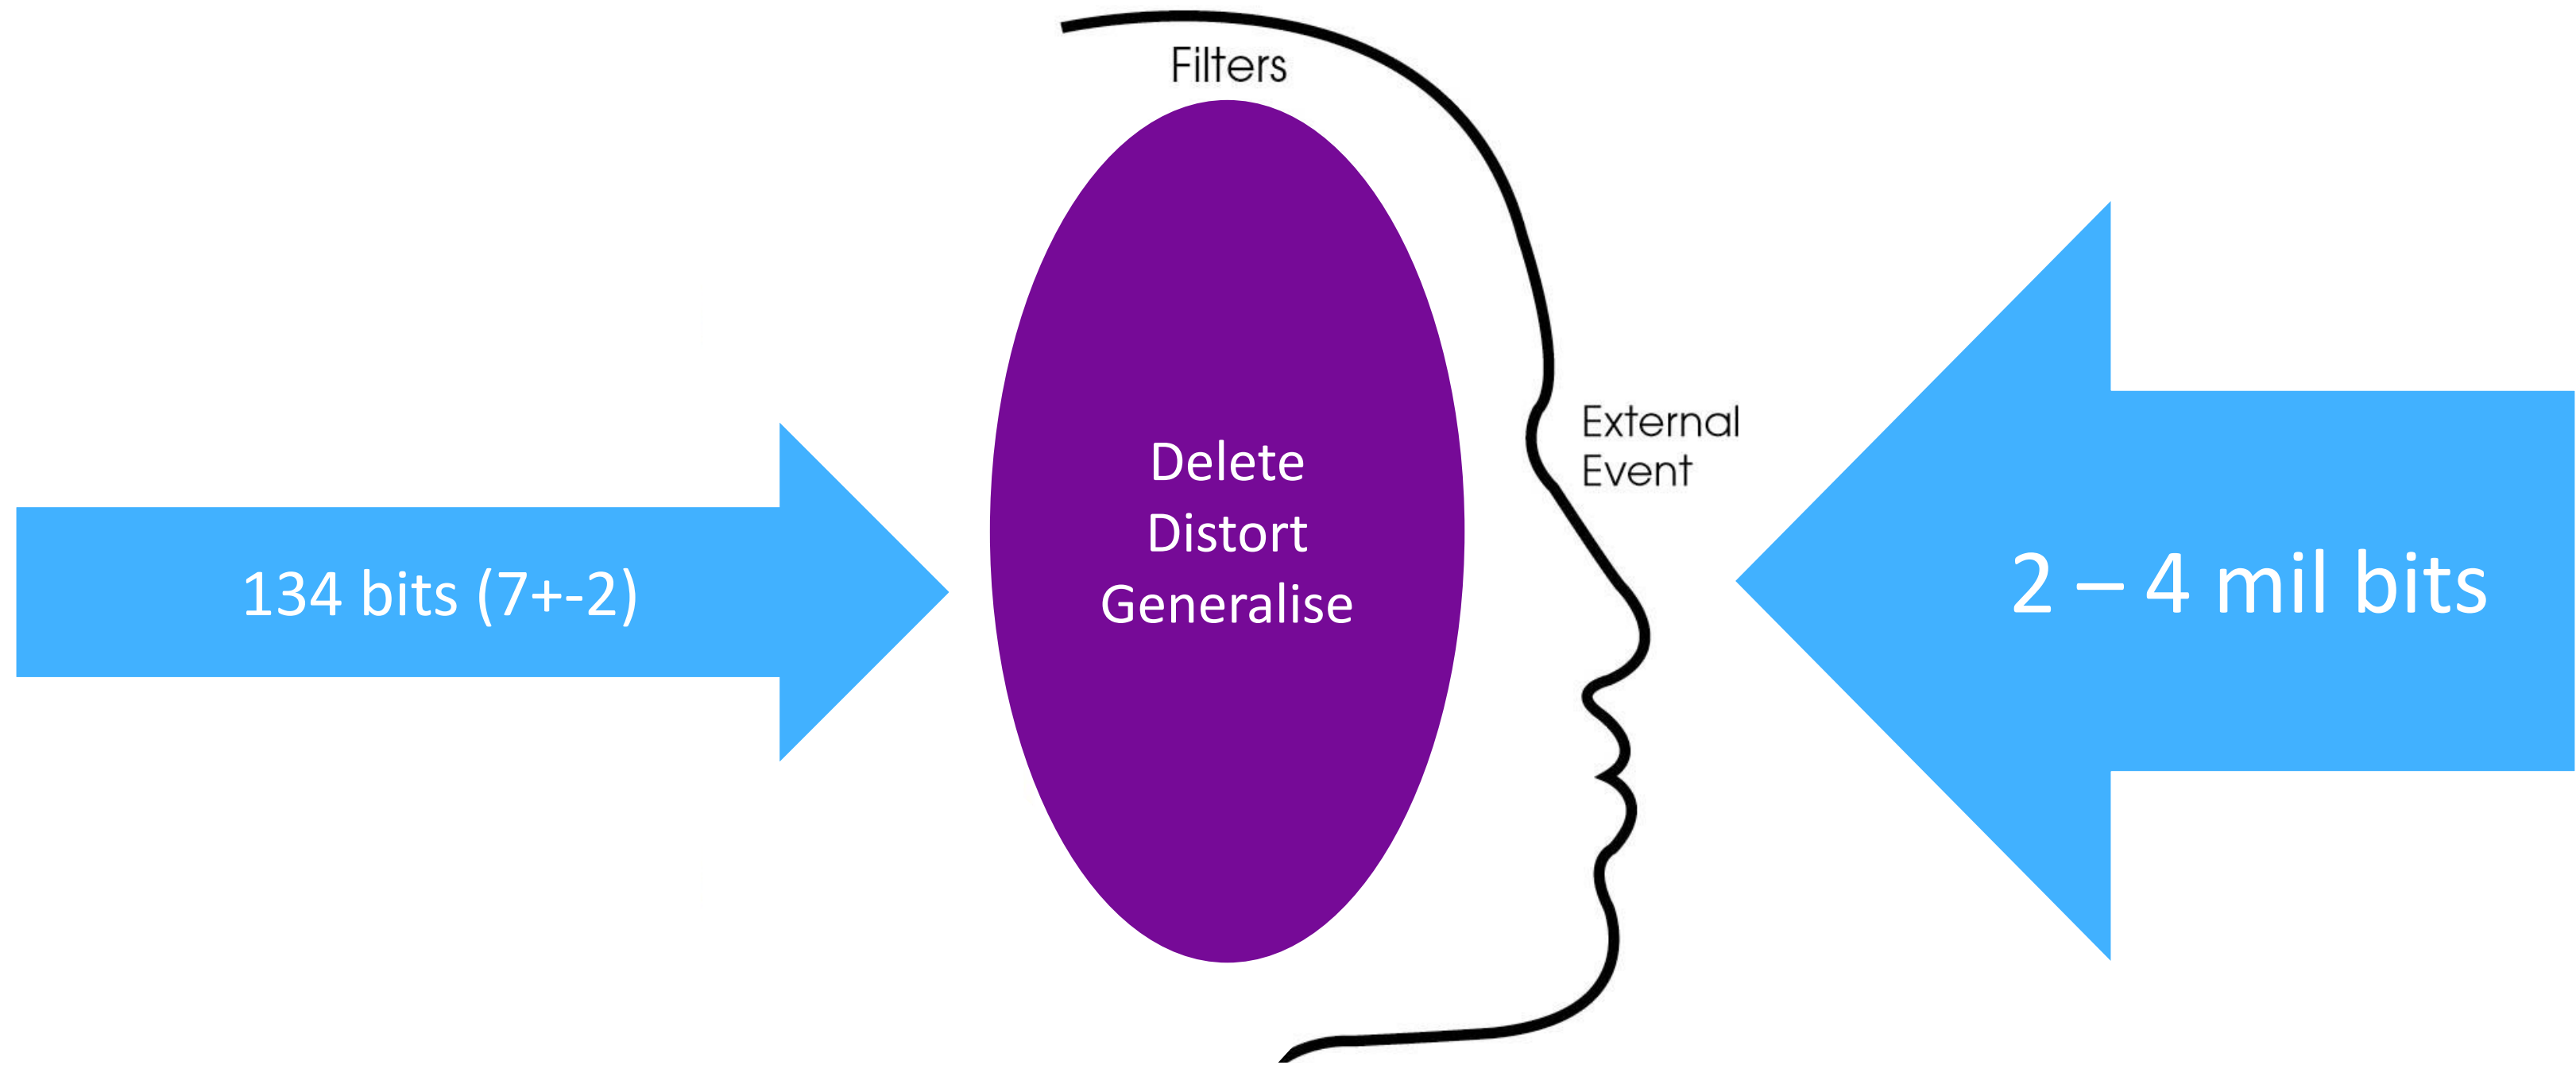 Filters
Delete
Distort
Generalise
External
Event
134 bits (7+-2)
2 – 4 mil bits